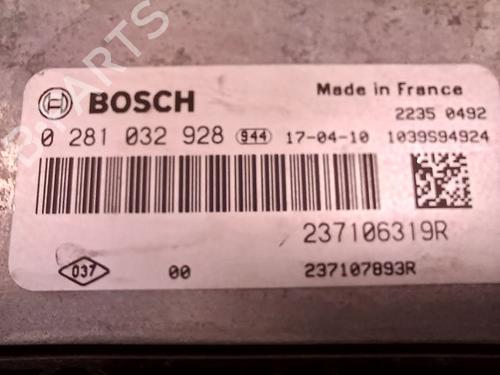 BOSCH
Made in France
2235 0492
0 281 032 928 944 17-04-10 1039S94924
237106319R
037 00 237107893R
B-PARTS